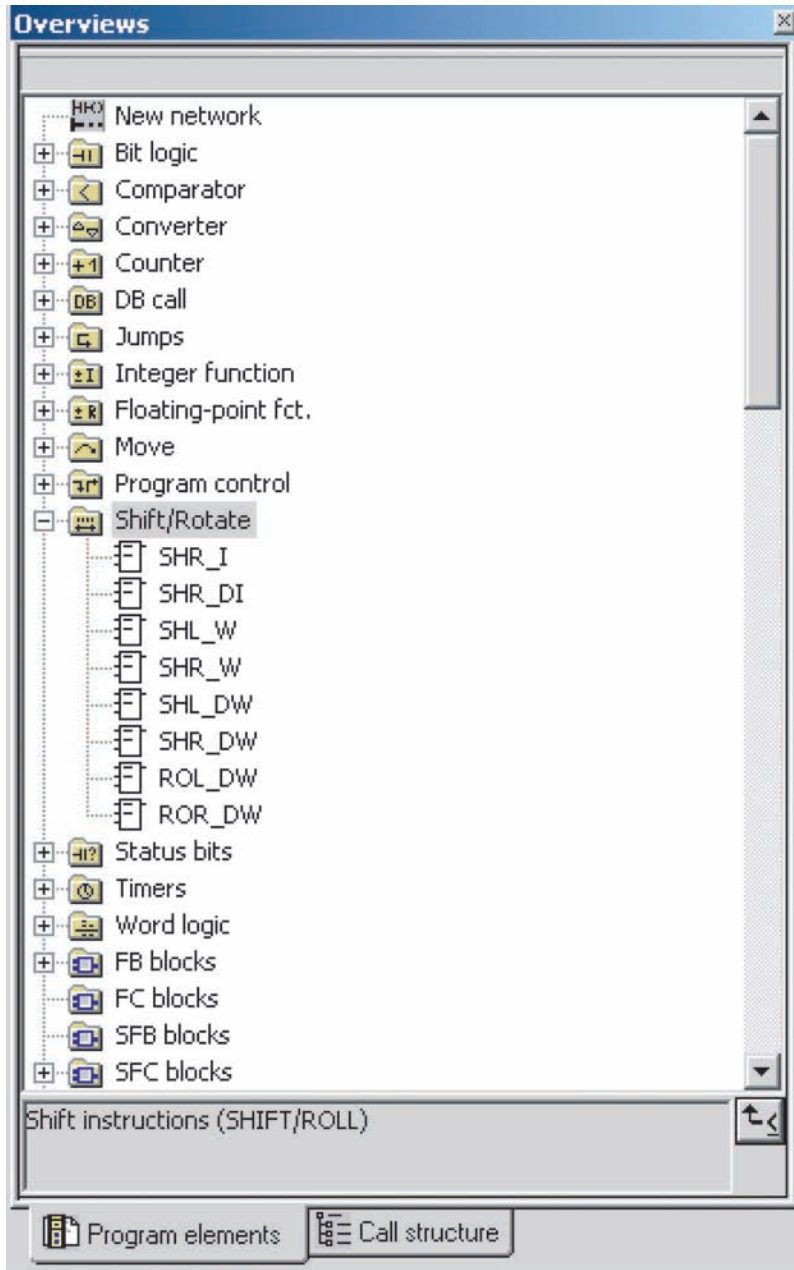 Overviews
New network
Bit logic
Comparator
Converter
Counter
DB call
Jumps
Integer function
Floating-point fct.
Move
Program control
Shift/Rotate
SHR_I
SHR_DI
SHL_W
SHR_W
SHL_DW
SHR_DW
ROL_DW
ROR_DW
Status bits
Timers
Word logic
FB blocks
FC blocks
SFB blocks
SFC blocks
Shift instructions (SHIFT/ROLL)
Program elements
Call structure